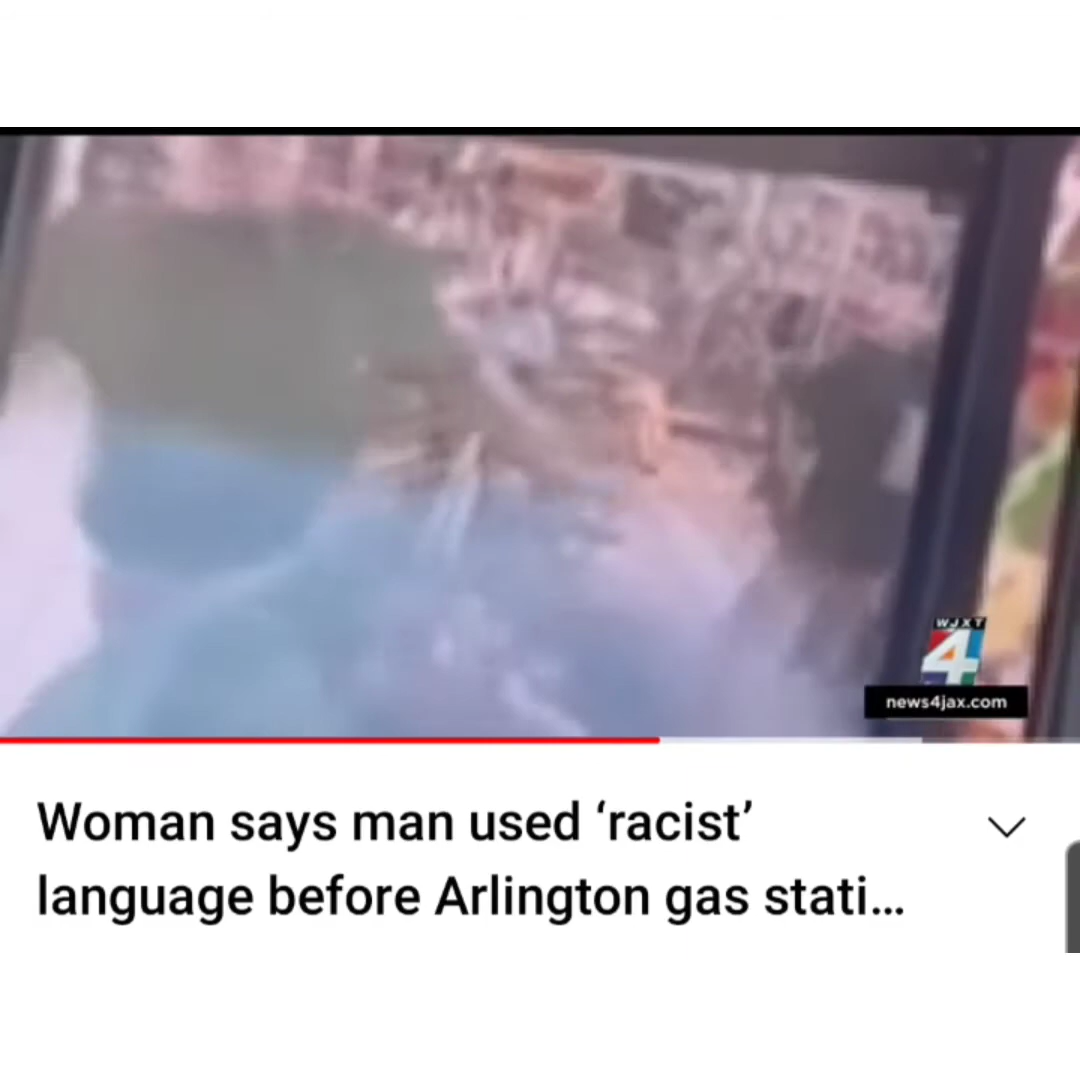 WJXT
4
news4jax.com
Woman says man used ‘racist’
language before Arlington gas stati...